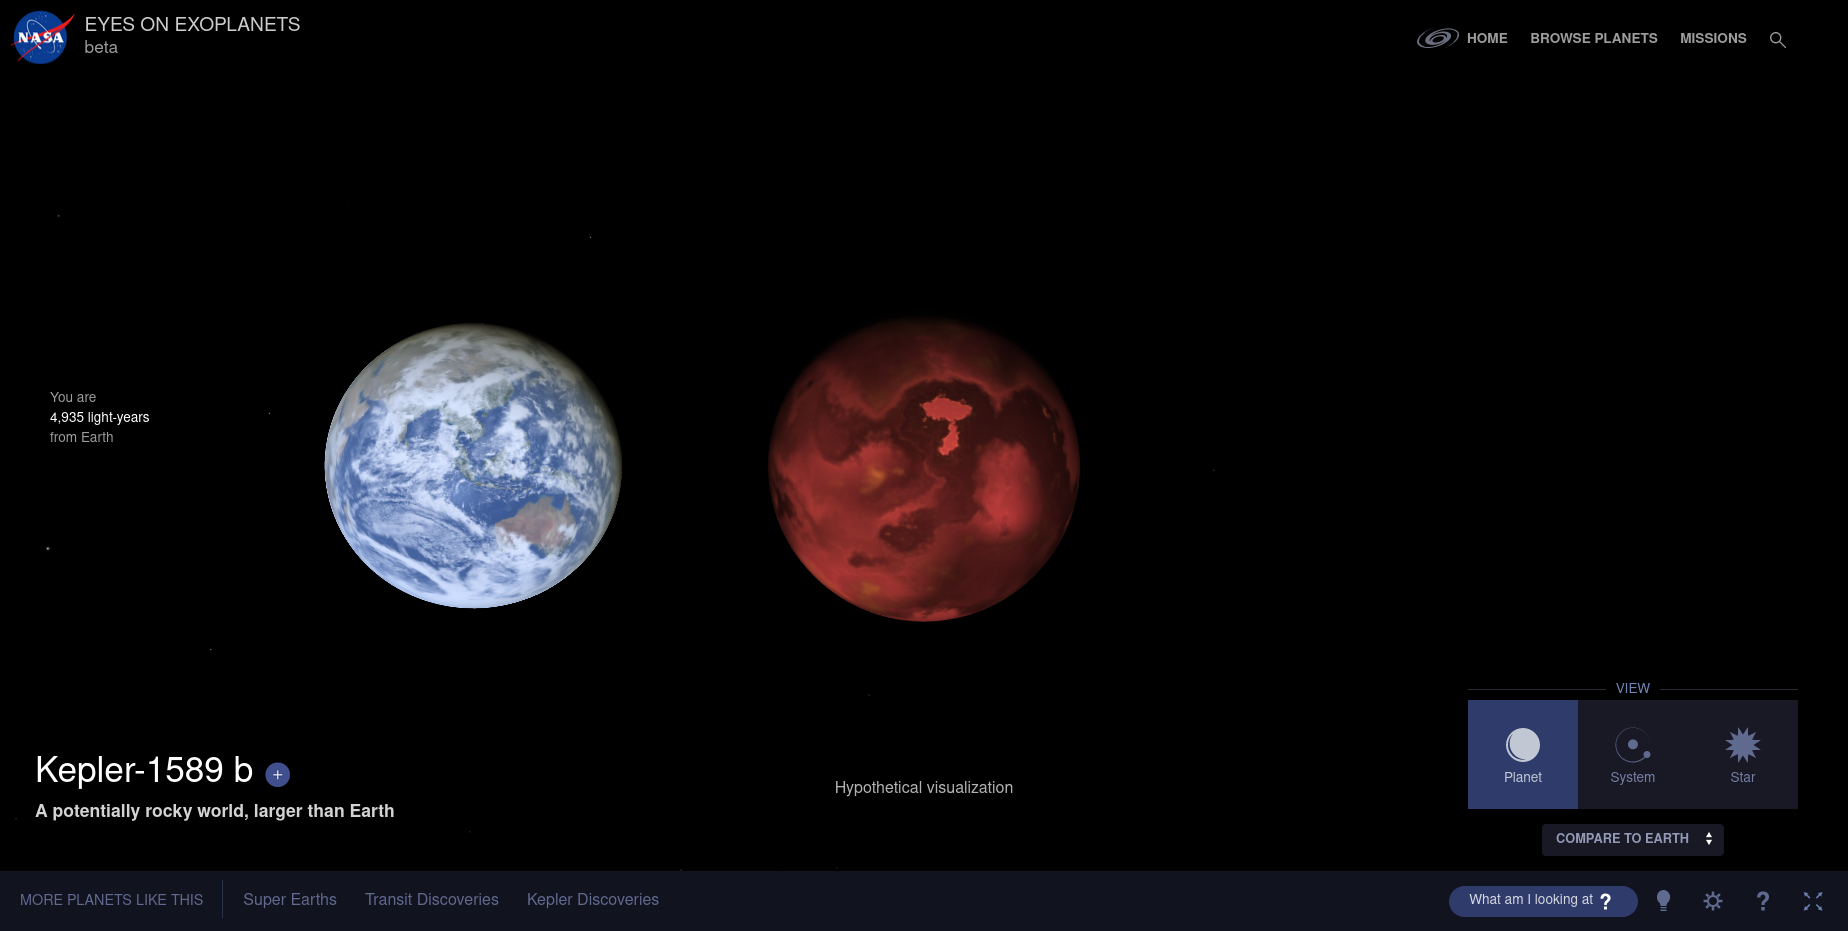 NASA
EYES ON EXOPLANETS
beta
HOME BROWSE PLANETS MISSIONS
You are
4,935 light-years
from Earth
VIEW
Planet System Star
COMPARE TO EARTH
Kepler-1589 b +
A potentially rocky world, larger than Earth
Hypothetical visualization
MORE PLANETS LIKE THIS Super Earths Transit Discoveries Kepler Discoveries
What am I looking at ? ?